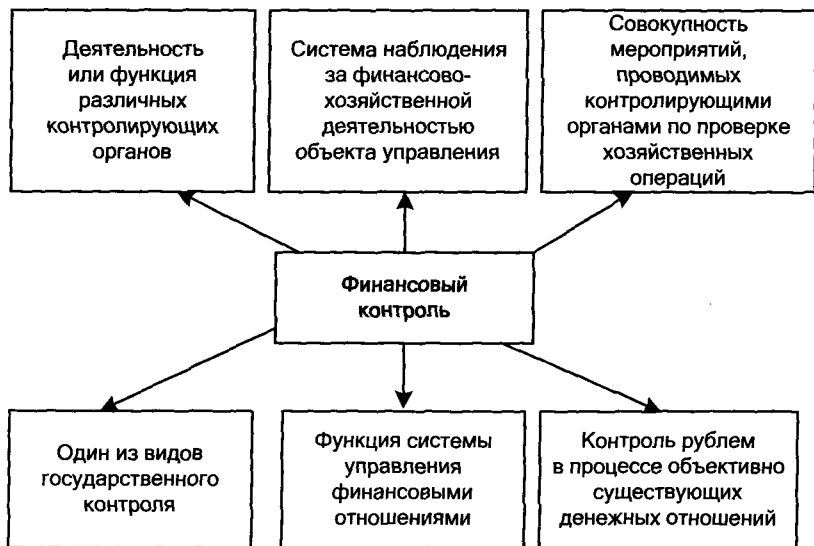 Деятельность
или функция
различных
контролирующих
органов
Система наблюдения
за финансово-
хозяйственной
деятельностью
объекта управления
Совокупность
мероприятий,
проводимых
контролирующими
органами по проверке
хозяйственных
операций
Финансовый
контроль
Один из видов
государственного
контроля
Функция системы
управления
финансовыми
отношениями
Контроль рублем
в процессе объективно
существующих
денежных отношений